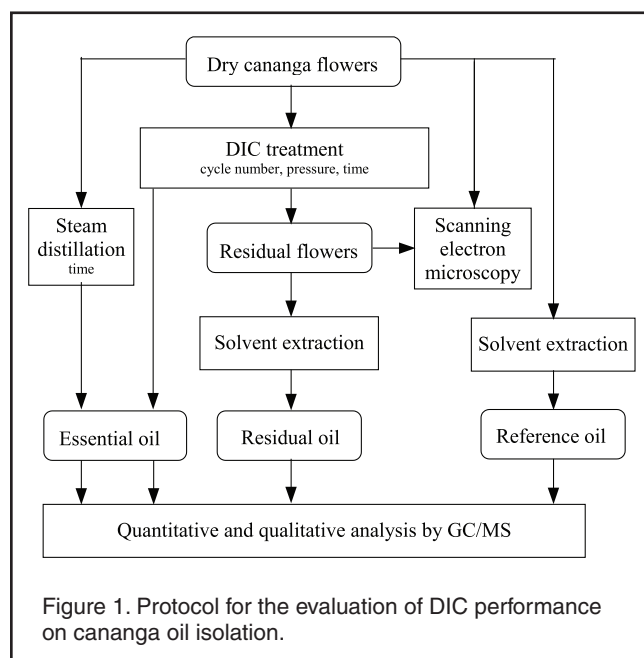 Dry cananga flowers
DIC treatment
cycle number, pressure, time
Steam
distillation
time
Residual flowers
Scanning
electron
microscopy
Solvent extraction
Solvent extraction
Essential oil
Residual oil
Reference oil
Quantitative and qualitative analysis by GC/MS
Figure 1. Protocol for the evaluation of DIC performance
on cananga oil isolation.